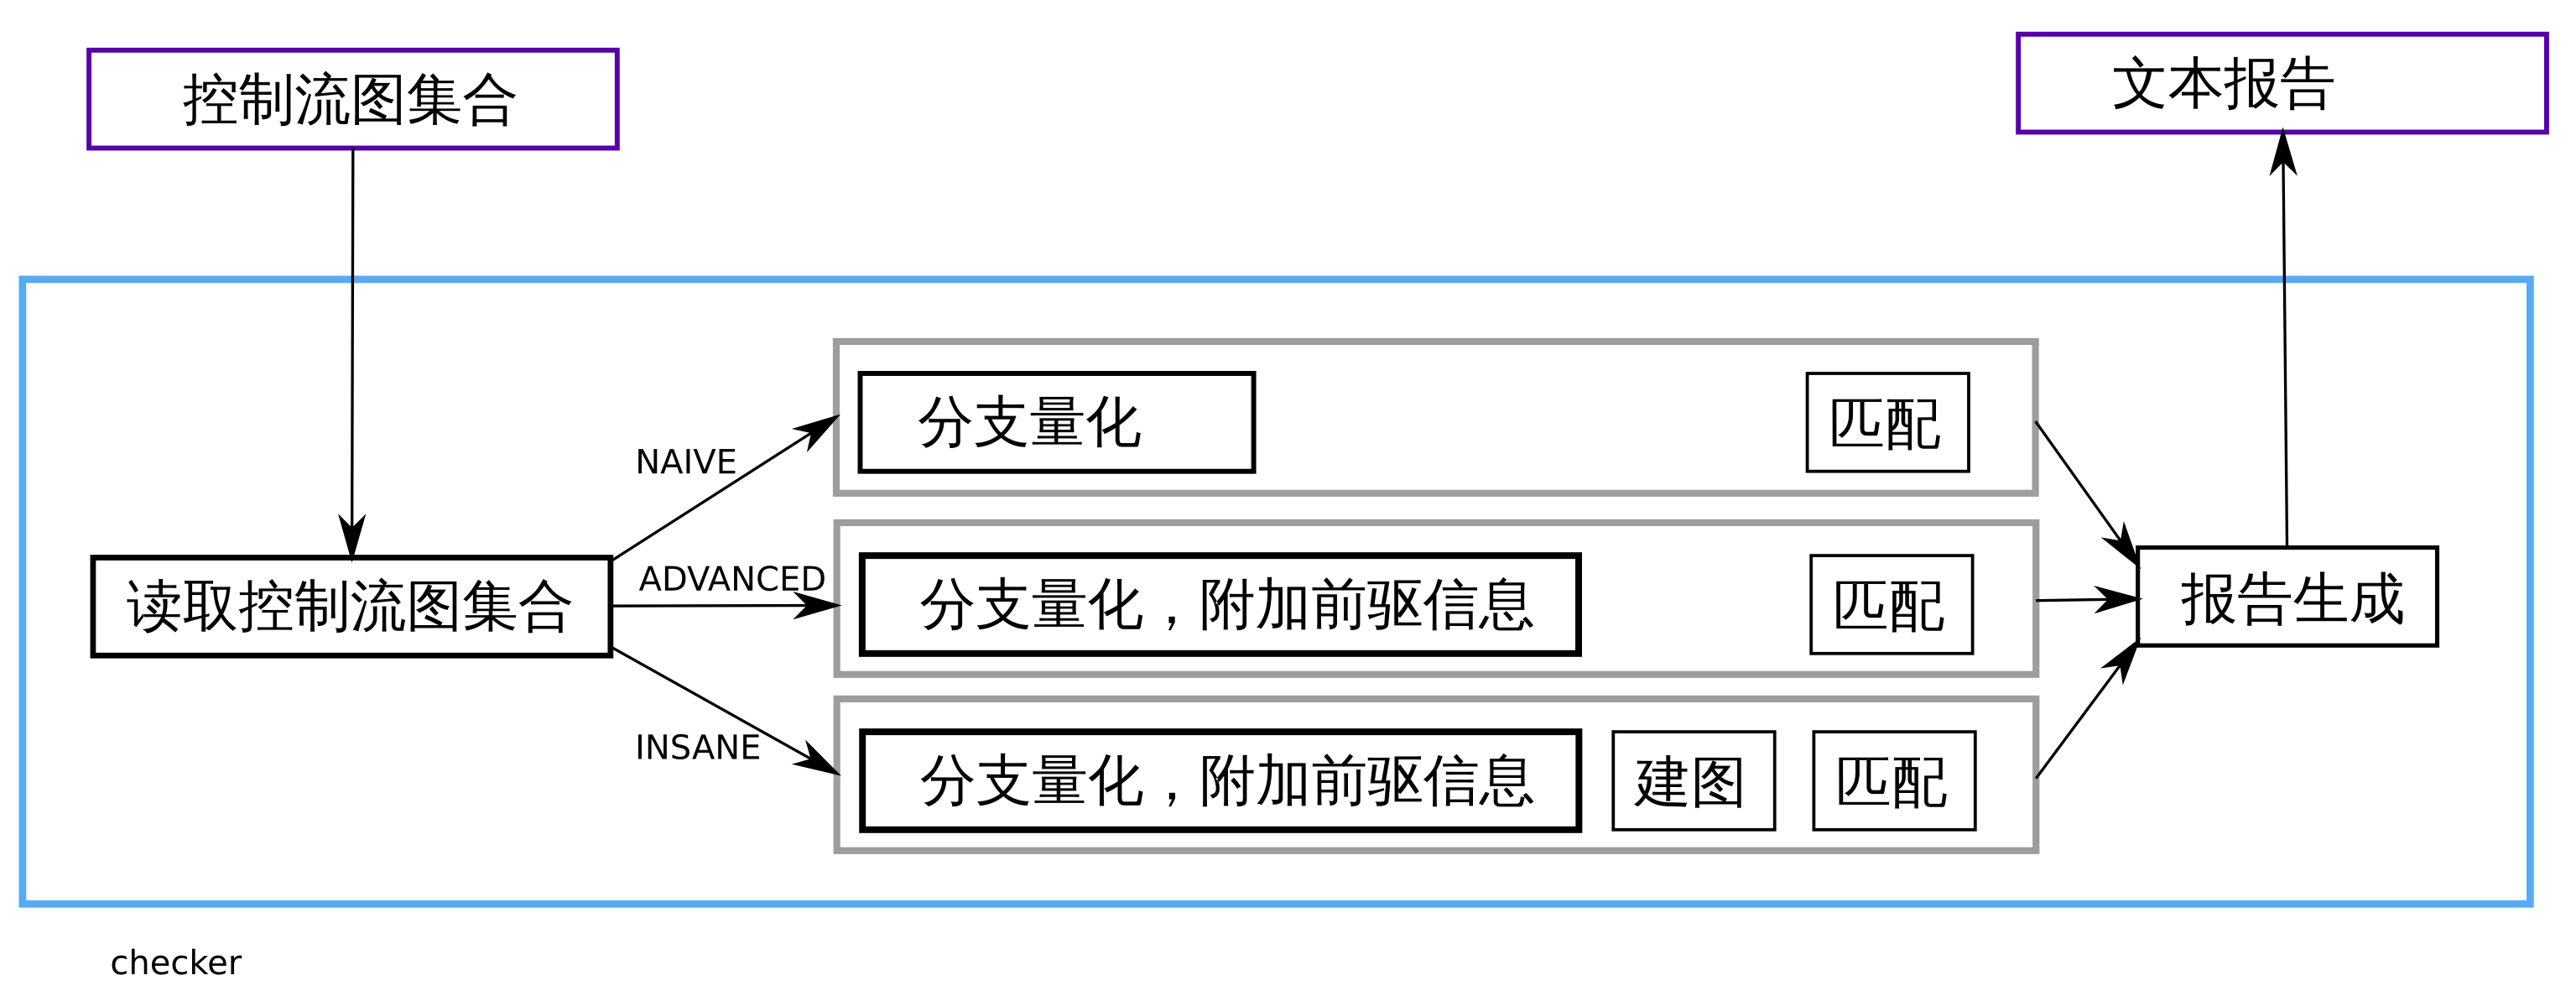 控制流图集合
文本报告
NAIVE
分支量化
匹配
读取控制流图集合
ADVANCED
分支量化，附加前驱信息
匹配
报告生成
INSANE
分支量化，附加前驱信息
建图
匹配
checker